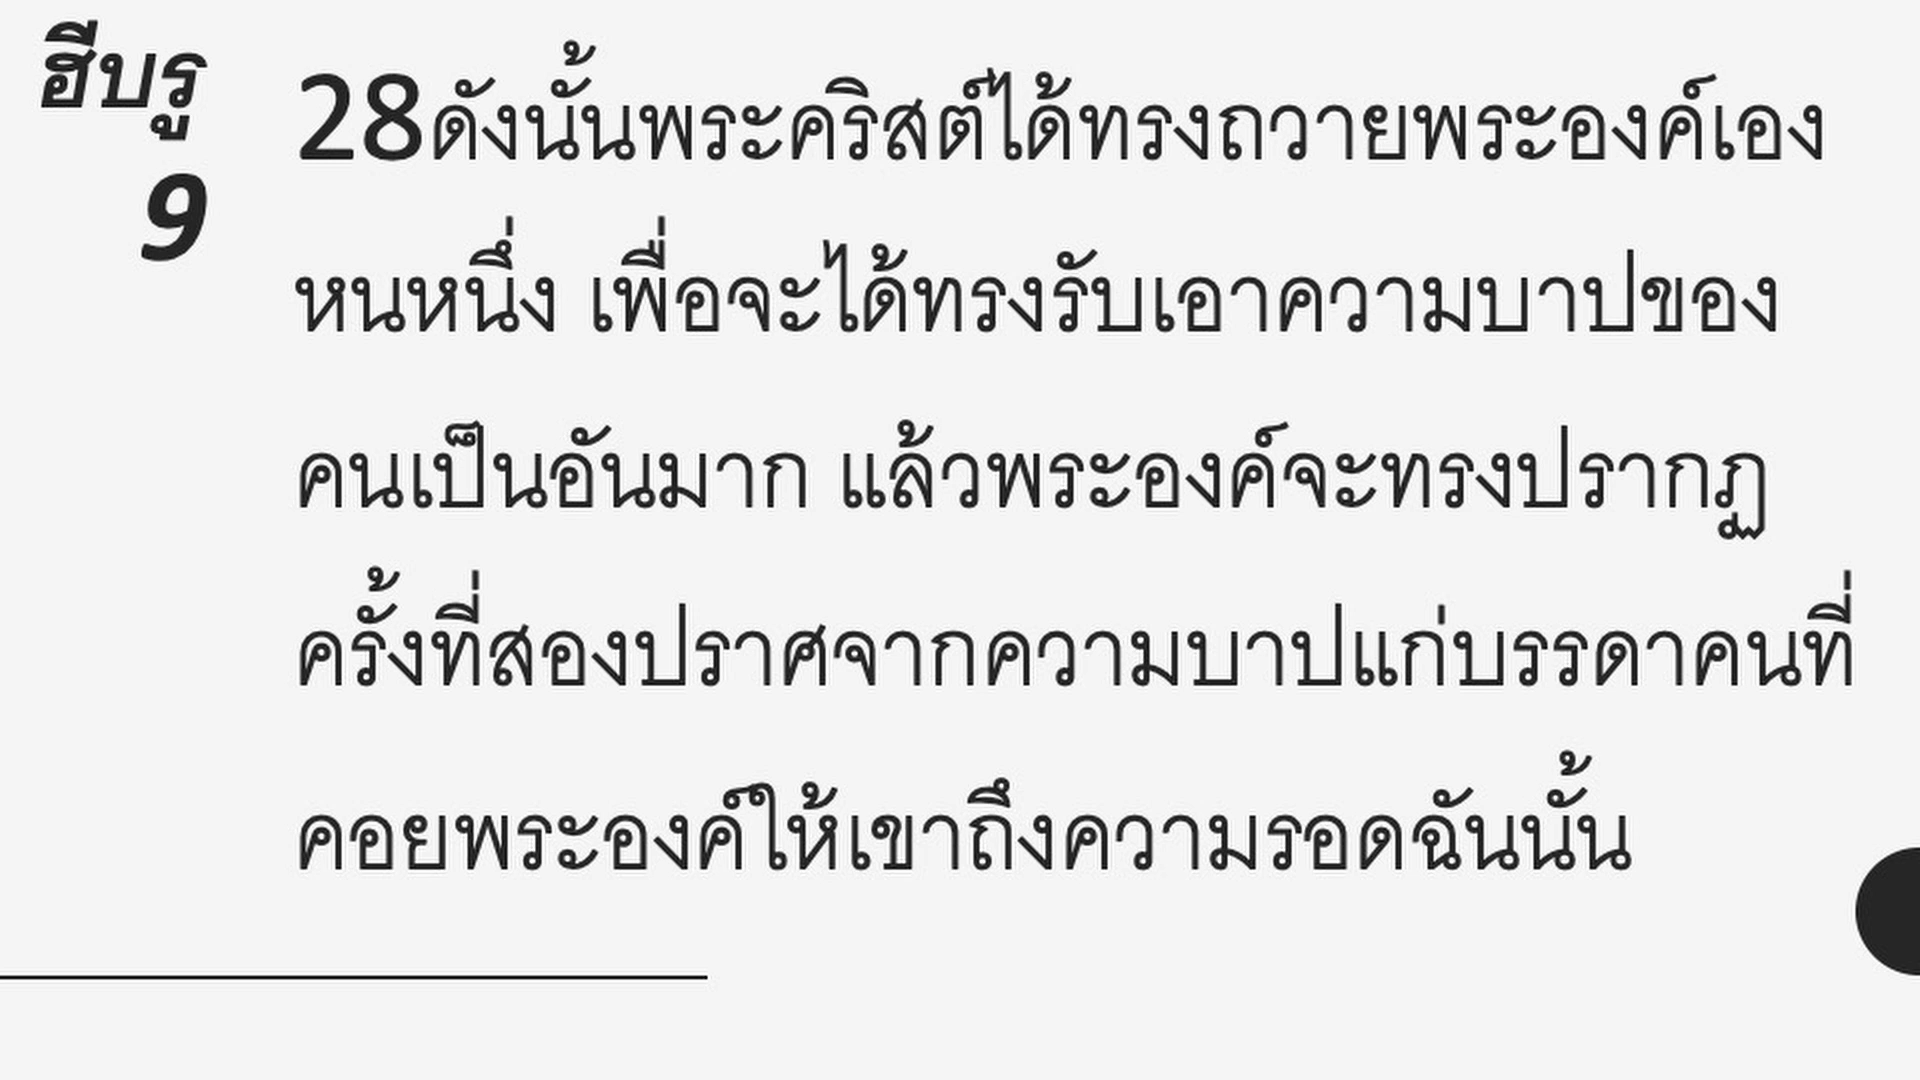 ฮีบรู
9
28ดังนั้นพระคริสต์ได้ทรงถวายพระองค์เอง
หนหนึ่ง เพื่อจะได้ทรงรับเอาความบาปของ
คนเป็นอันมาก แล้วพระองค์จะทรงปรากฏ
ครั้งที่สองปราศจากความบาปแก่บรรดาคนที่
คอยพระองค์ให้เขาถึงความรอดฉันนั้น